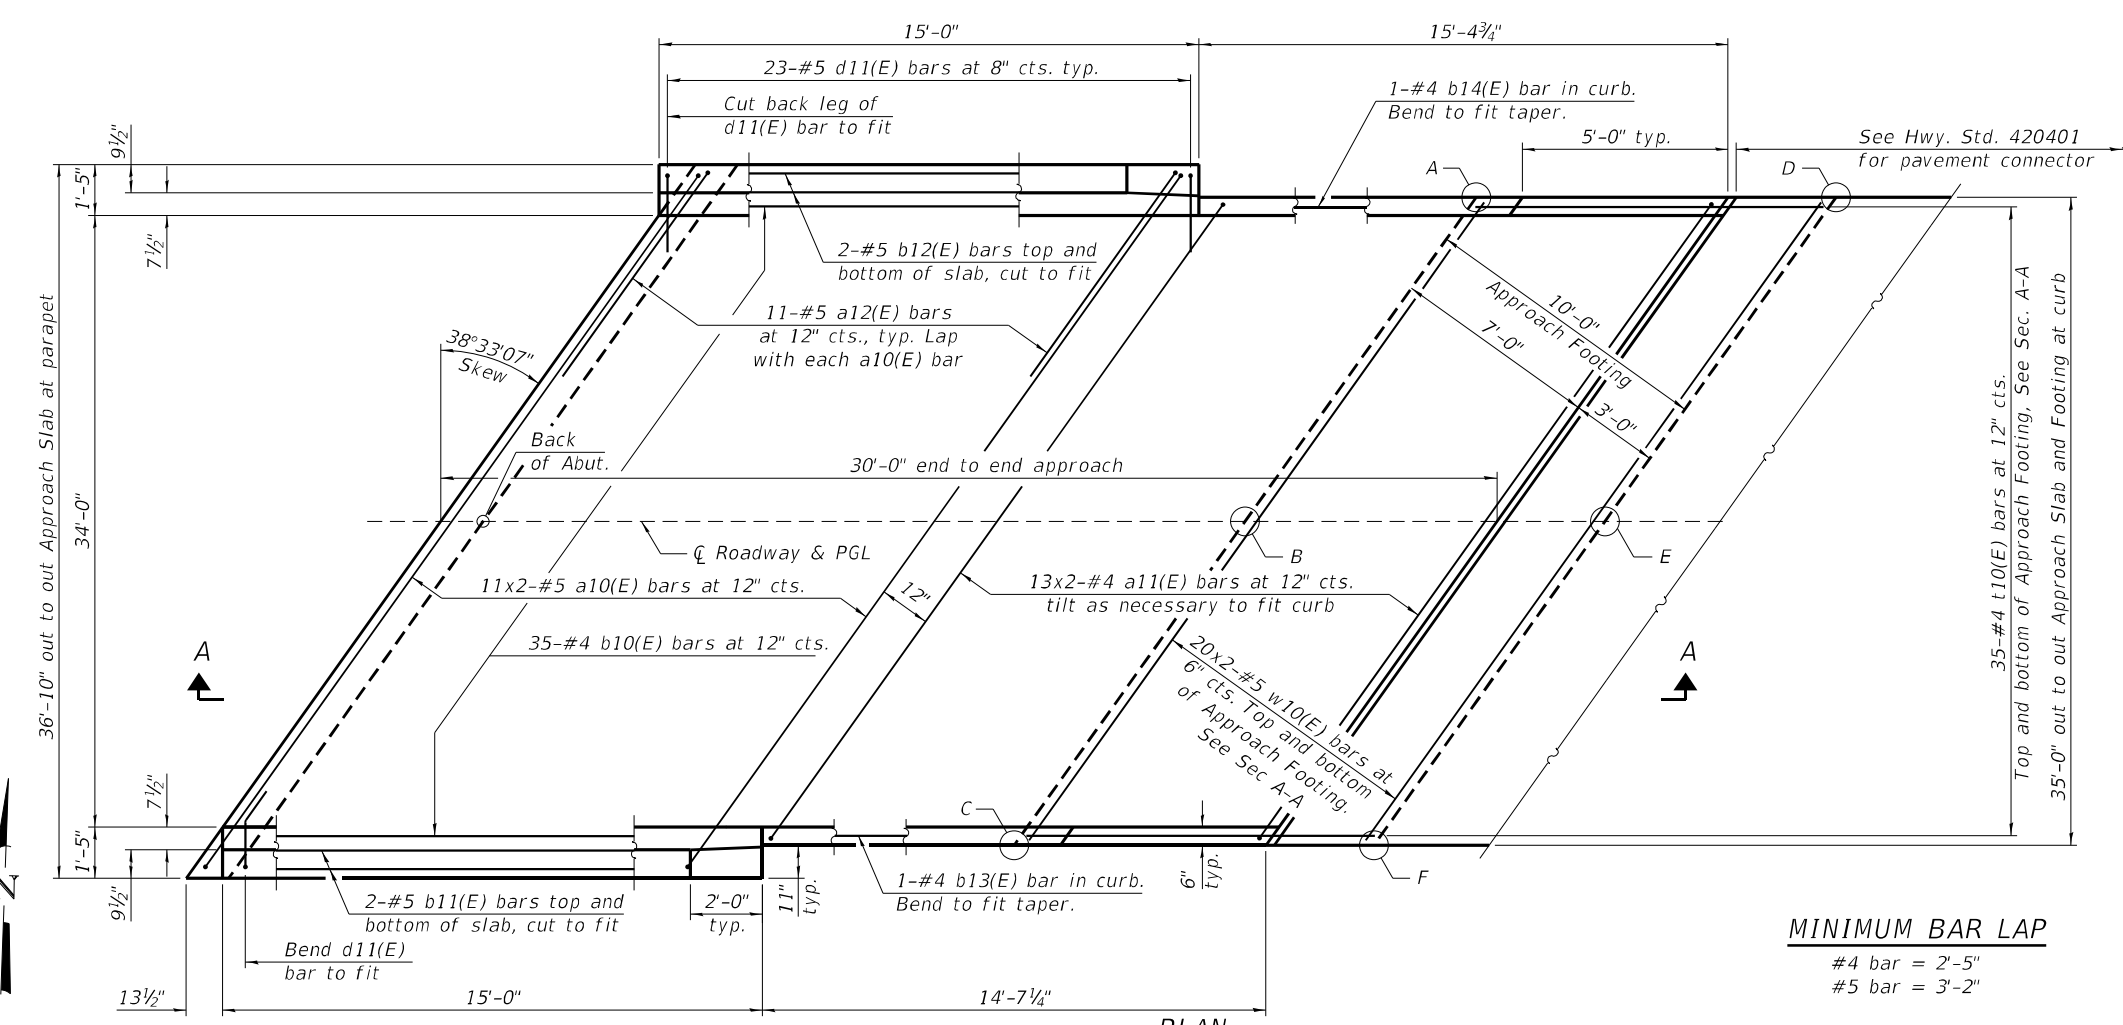 15'-0"
15'-4¾"
23-#5 d11(E) bars at 8" cts. typ.
Cut back leg of
d11(E) bar to fit
1-#4 b14(E) bar in curb.
Bend to fit taper.
5'-0" typ.
See Hwy. Std. 420401
for pavement connector
A
D
9½"
1'-5"
7½"
2-#5 b12(E) bars top and
bottom of slab, cut to fit
11-#5 a12(E) bars
at 12" cts., typ. Lap
with each a10(E) bar
38°33'07"
Skew
10'-0"
Approach Footing
7'-0"
3'-0"
Back
of Abut.
30'-0" end to end approach
36'-10" out to out Approach Slab at parapet
34'-0"
35-#4 t10(E) bars at 12" cts.
Top and bottom of Approach Footing, See Sec. A-A
35'-0" out to out Approach Slab and Footing at curb
℄ Roadway & PGL
B
E
11x2-#5 a10(E) bars at 12" cts.
12"
13x2-#4 a11(E) bars at 12" cts.
tilt as necessary to fit curb
35-#4 b10(E) bars at 12" cts.
A
A
20x2-#5 w10(E) bars at
6" cts. Top and bottom
of Approach Footing.
See Sec A-A
7½"
1'-5"
9½"
C
F
2-#5 b11(E) bars top and
bottom of slab, cut to fit
2'-0"
typ.
11"
typ.
1-#4 b13(E) bar in curb.
Bend to fit taper.
6"
typ.
Bend d11(E)
bar to fit
13½"
15'-0"
14'-7¼"
MINIMUM BAR LAP
#4 bar = 2'-5"
#5 bar = 3'-2"
PLAN